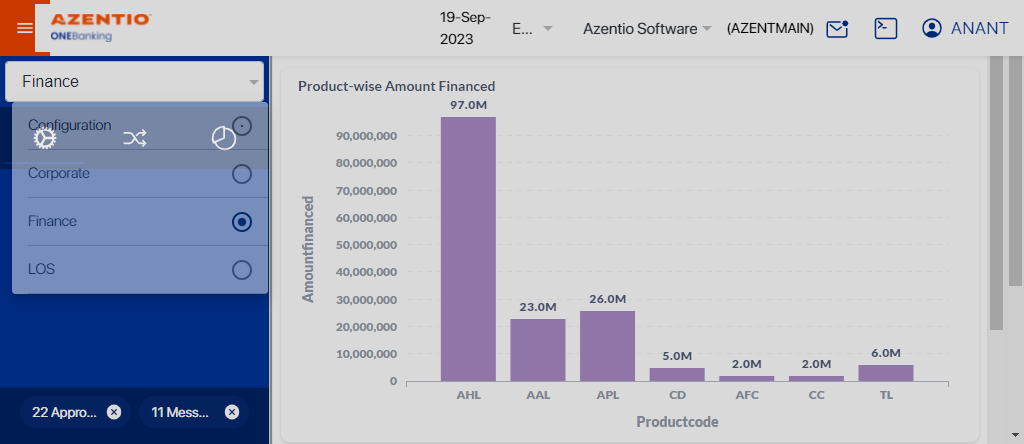 AZENTIO
ONEBanking
19-Sep-2023
E...
Azentio Software
(AZENTMAIN)
ANANT
Finance
Configuration
Corporate
Finance
LOS
22 Appro...
11 Mess...
Product-wise Amount Financed
97.0M
90,000,000
80,000,000
70,000,000
60,000,000
50,000,000
40,000,000
30,000,000
20,000,000
10,000,000
0
Amountfinanced
23.0M
26.0M
5.0M
2.0M
2.0M
6.0M
AHL
AAL
APL
CD
AFC
CC
TL
Productcode